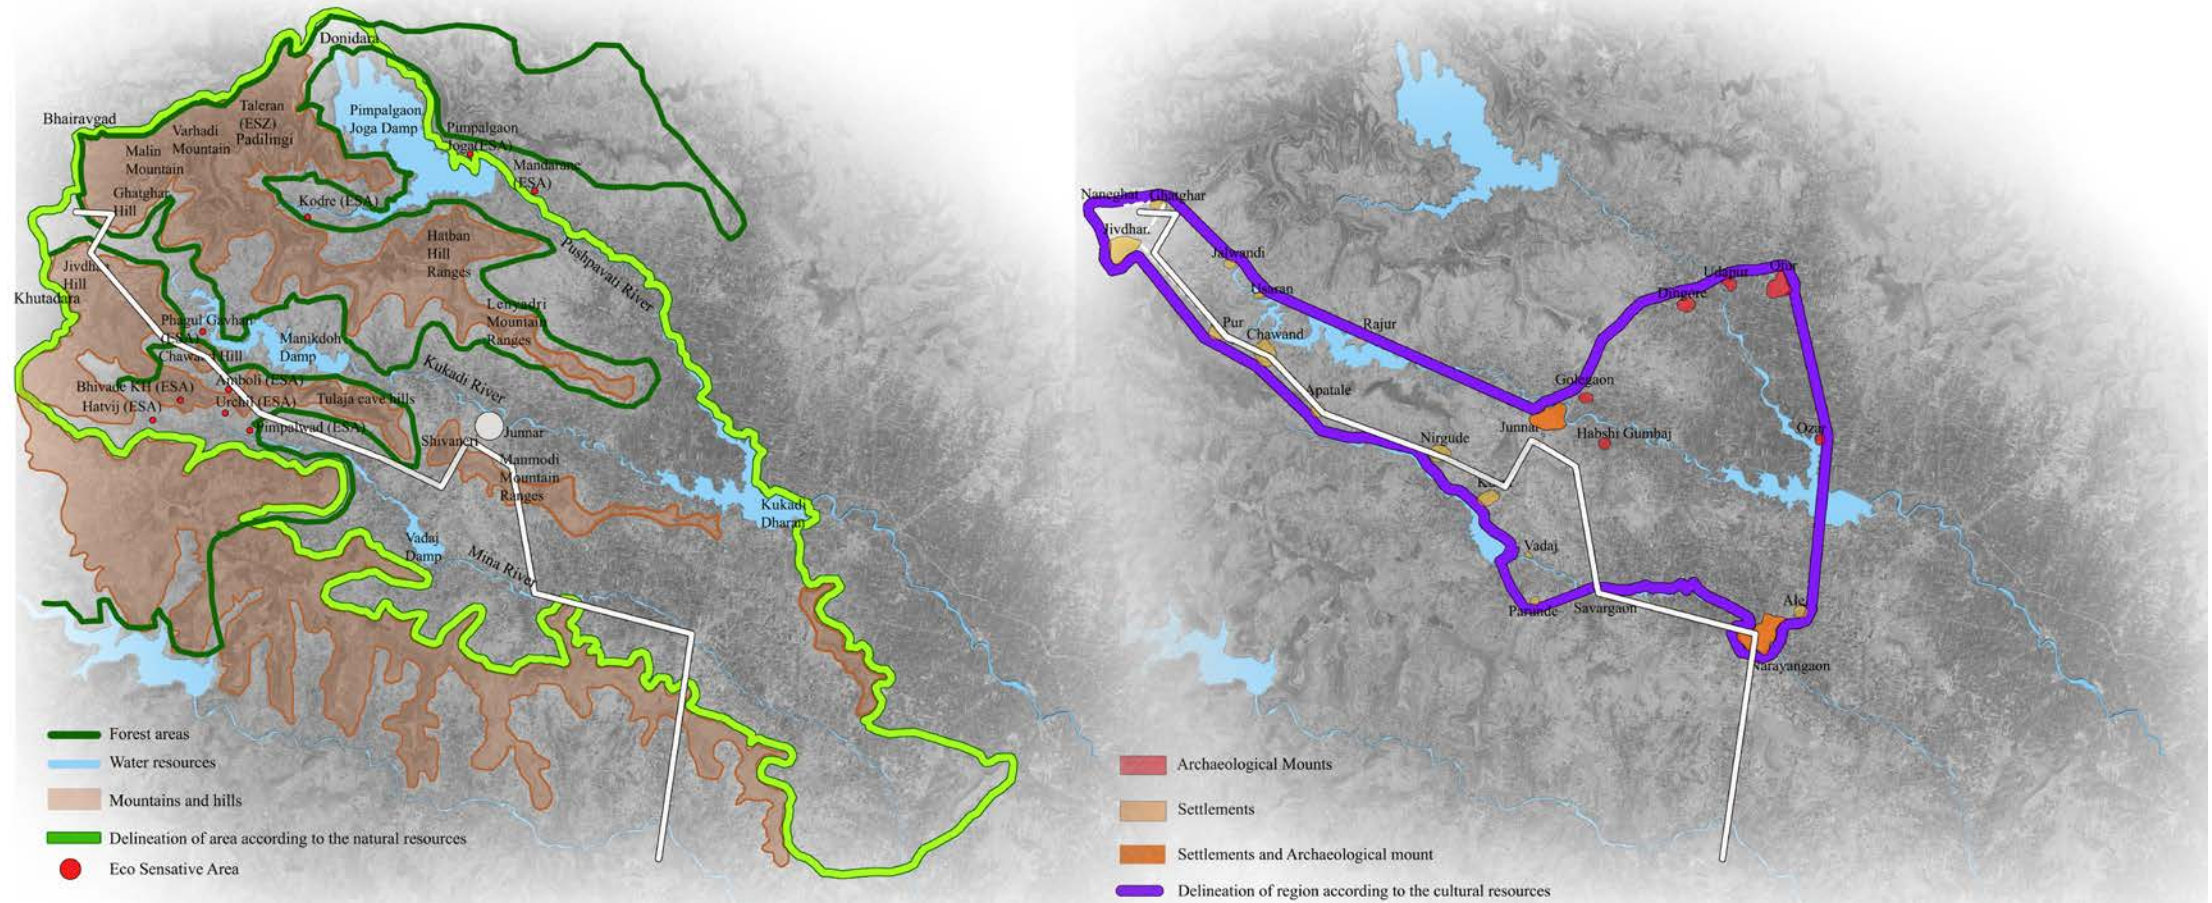 Donidara
Bhairavgad
Taleran
(ESZ)
Padilingi
Varhadi
Mountain
Malin
Mountain
Ghatghar
Hill
Pimpalgaon
Joga Damp
Pimpalgaon
Joga(ESA)
Mandarane
(ESA)
Kodre (ESA)
Hatban
Hill
Ranges
Pushpavati River
Hill
Khutadara
Lenyadri
Mountain
Ranges
Phagul Gavhan
(ESA)
Manikdoh
Damp
Hill
Kukadi River
Bhivade KH (ESA)
Amboli (ESA)
Hatvij (ESA)
Urchil (ESA)
Tulaja cave hills
Pimpalwad (ESA)
Shivaneri
Junnar
Manmodi
Mountain
Ranges
Kukadi
Dharan
Vadaj
Damp
Mina River
Forest areas
Water resources
Mountains and hills
Delineation of area according to the natural resources
Eco Sensative Area
Naneghat
Ghatghar
Jivdhan
Jalwandi
Usaran
Pur
Chawand
Rajur
Apatale
Nirgude
Golegaon
Junnar
Habshi Gumbaj
Dingore
Udapur
Otur
Ozar
Vadaj
Parunde
Savargaon
Ale
Narayangaon
Archaeological Mounts
Settlements
Settlements and Archaeological mount
Delineation of region according to the cultural resources